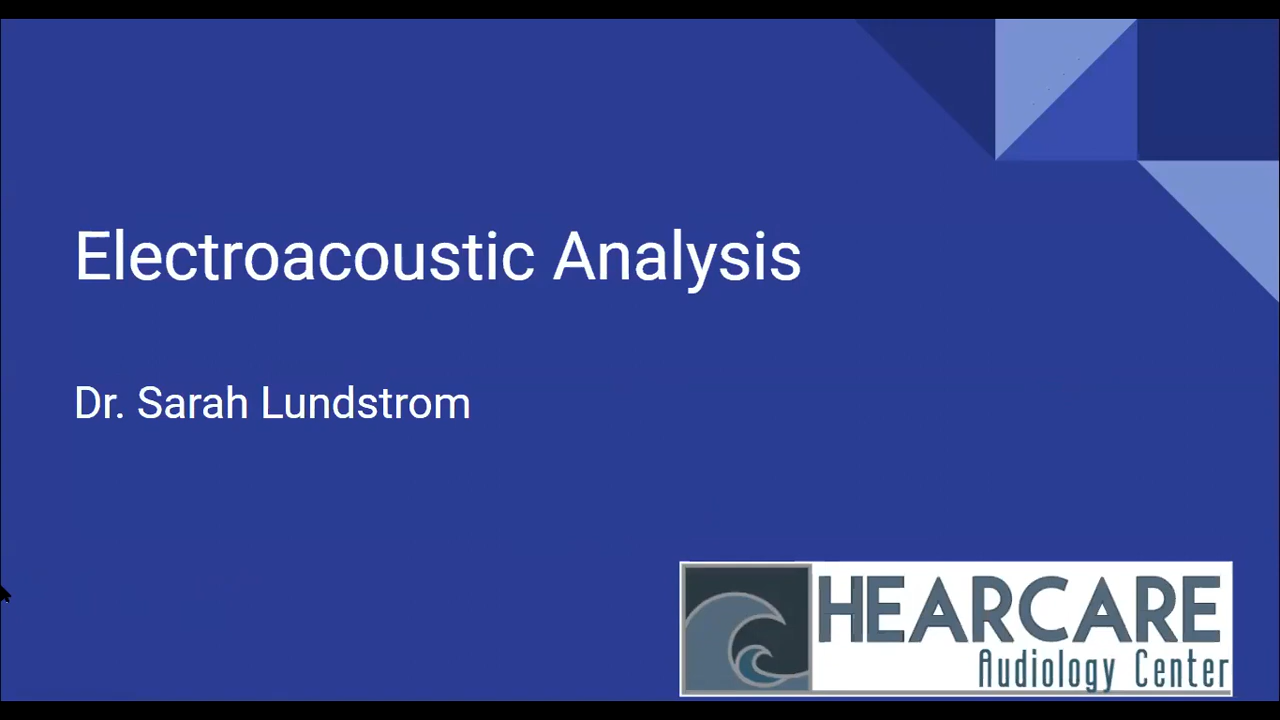 Electroacoustic Analysis
Dr. Sarah Lundstrom
HEARCARE
Audiology Center